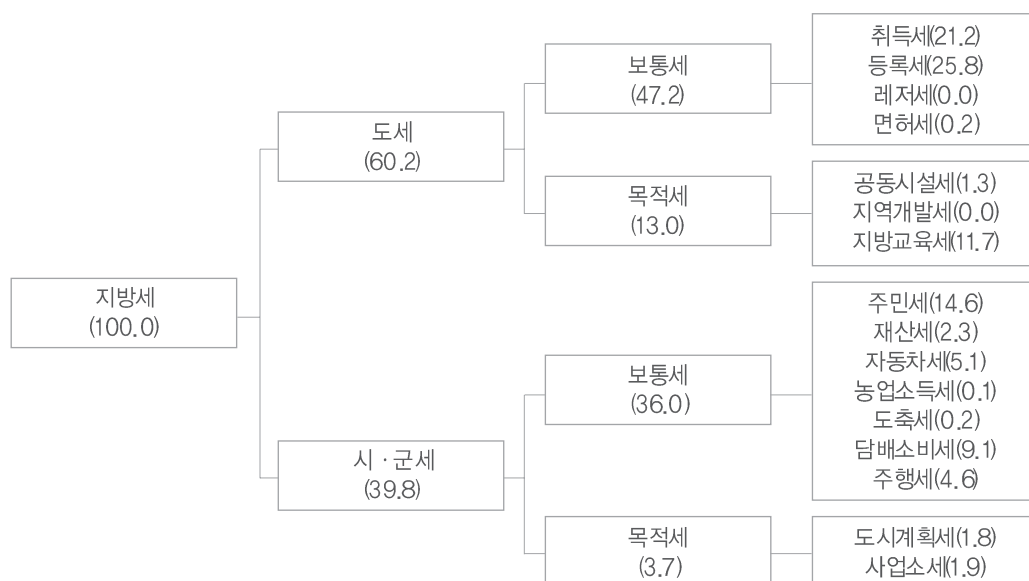 지방세
(100.0)
도세
(60.2)
보통세
(47.2)
취득세(21.2)
등록세(25.8)
레저세(0.0)
면허세(0.2)
목적세
(13.0)
공동시설세(1.3)
지역개발세(0.0)
지방교육세(11.7)
시 · 군세
(39.8)
보통세
(36.0)
주민세(14.6)
재산세(2.3)
자동차세(5.1)
농업소득세(0.1)
도축세(0.2)
담배소비세(9.1)
주행세(4.6)
목적세
(3.7)
도시계획세(1.8)
사업소세(1.9)